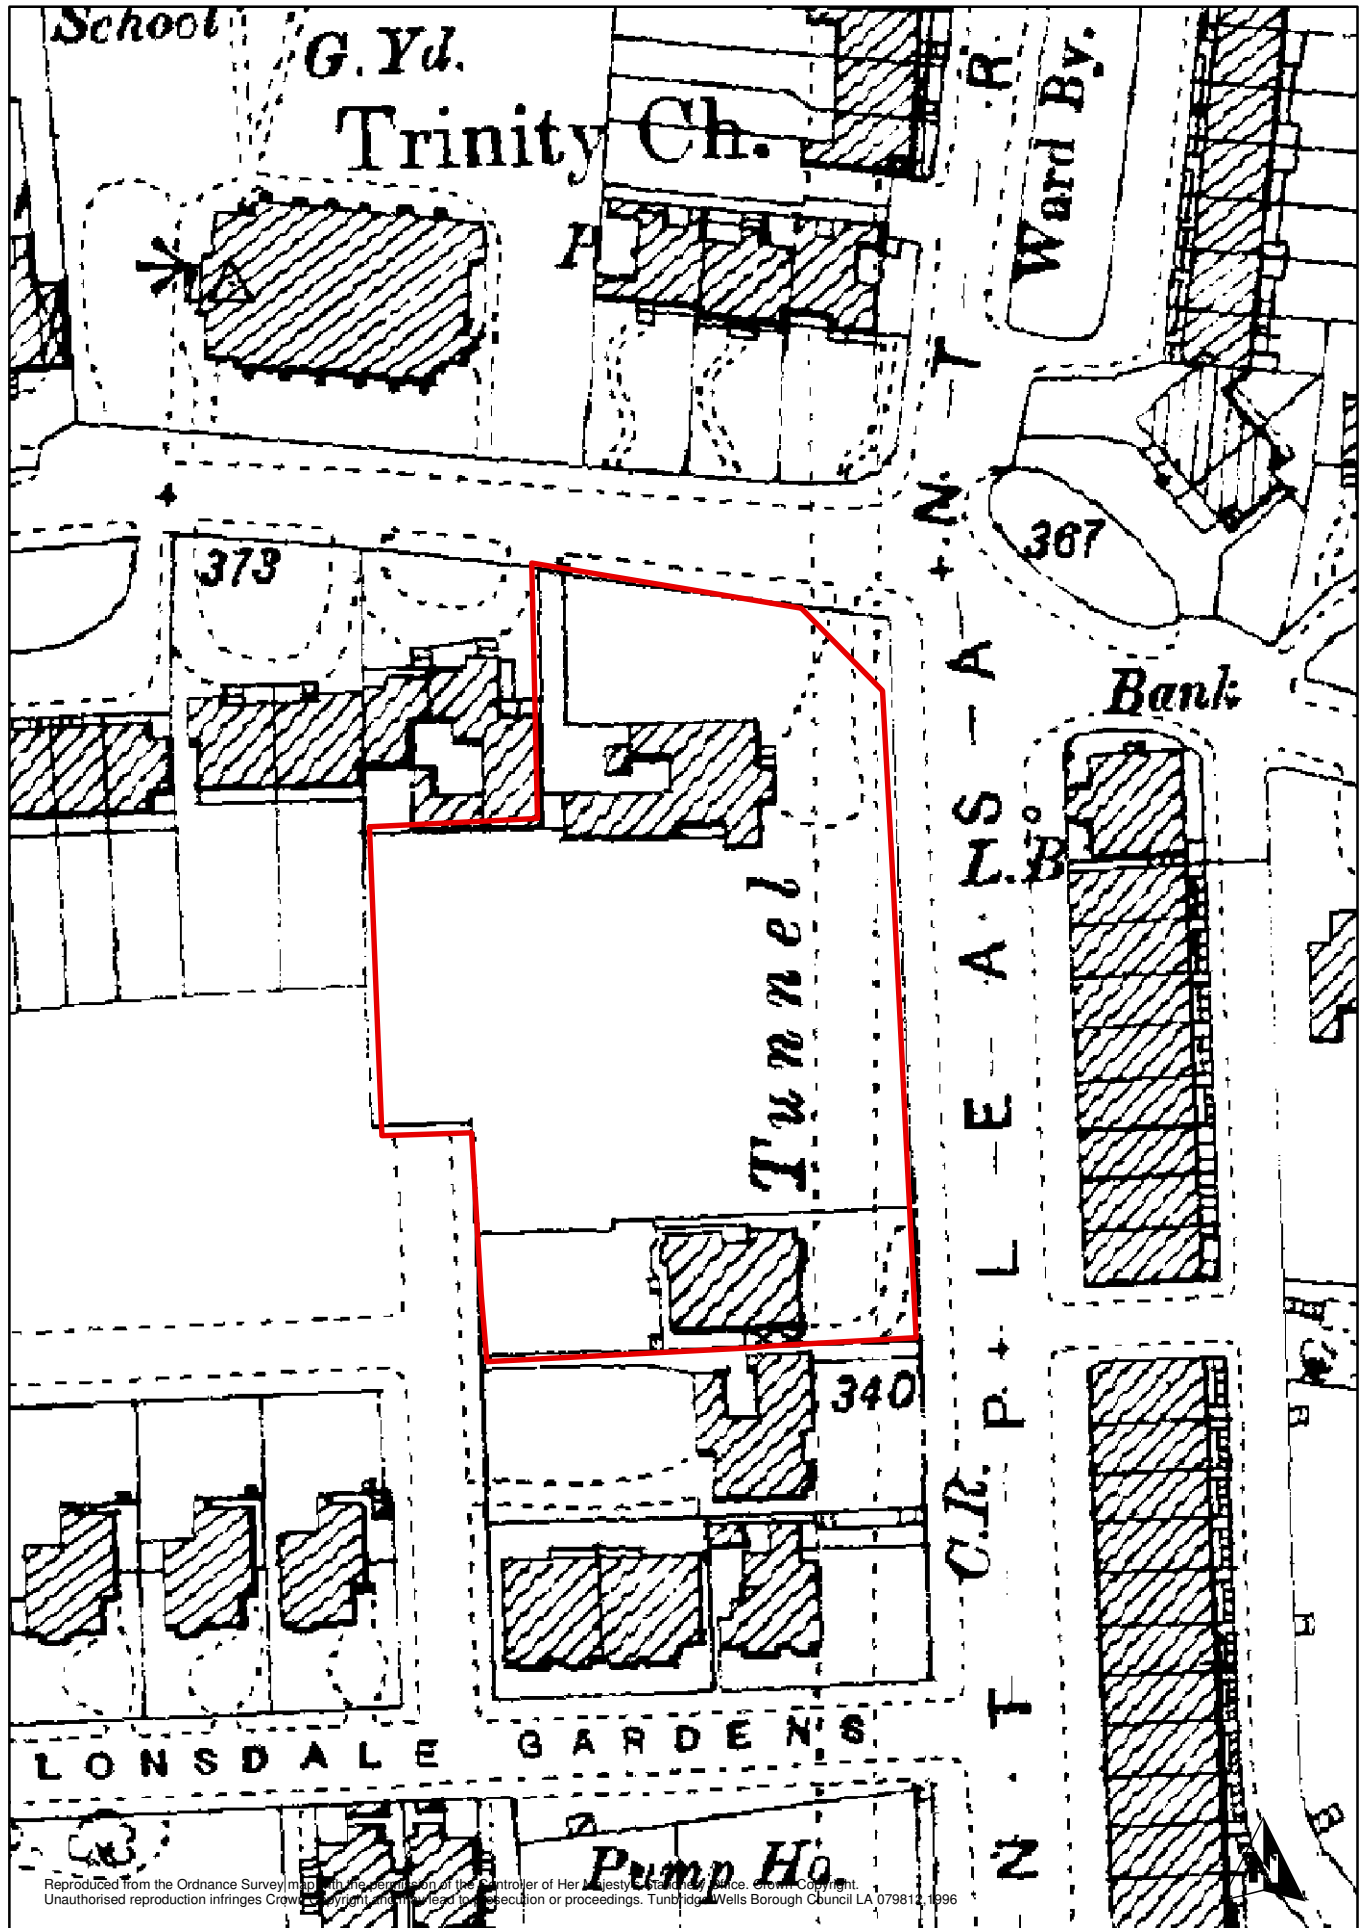 School
G. Yd.
Trinity Ch.
P
R.
Ward By.
T
N.
373
367
A
S
Bank
L.B
A
Tunnel
E
L
P
340
C.R.
T
N
LONSDALE GARDENS
Pump Ho.
Reproduced from the Ordnance Survey map with the permission of the Controller of Her Majesty's Stationery Office. Crown Copyright.
Unauthorised reproduction infringes Crown Copyright and may lead to prosecution or proceedings. Tunbridge Wells Borough Council LA 079812 1996